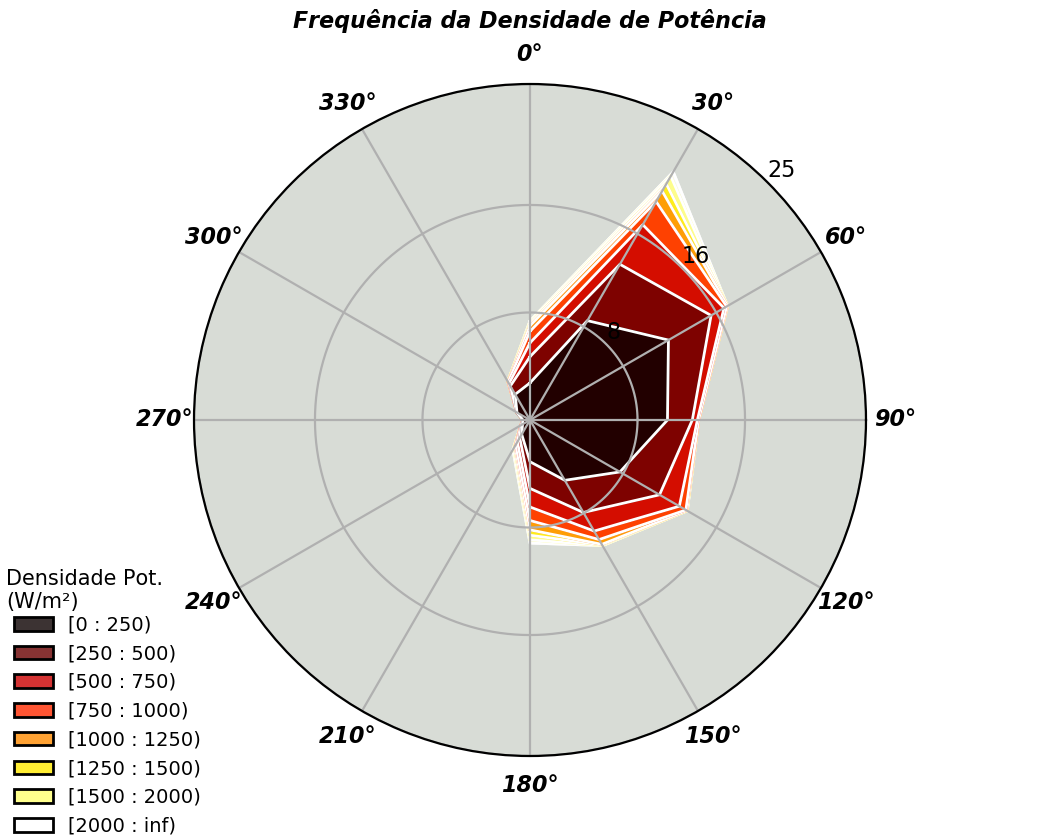 Frequência da Densidade de Potência
0°
330°
30°
25
300°
60°
16
8
270°
90°
Densidade Pot.
(W/m²)
240°
120°
[0 : 250)
[250 : 500)
[500 : 750)
[750 : 1000)
210°
150°
[1000 : 1250)
[1250 : 1500)
180°
[1500 : 2000)
[2000 : inf)